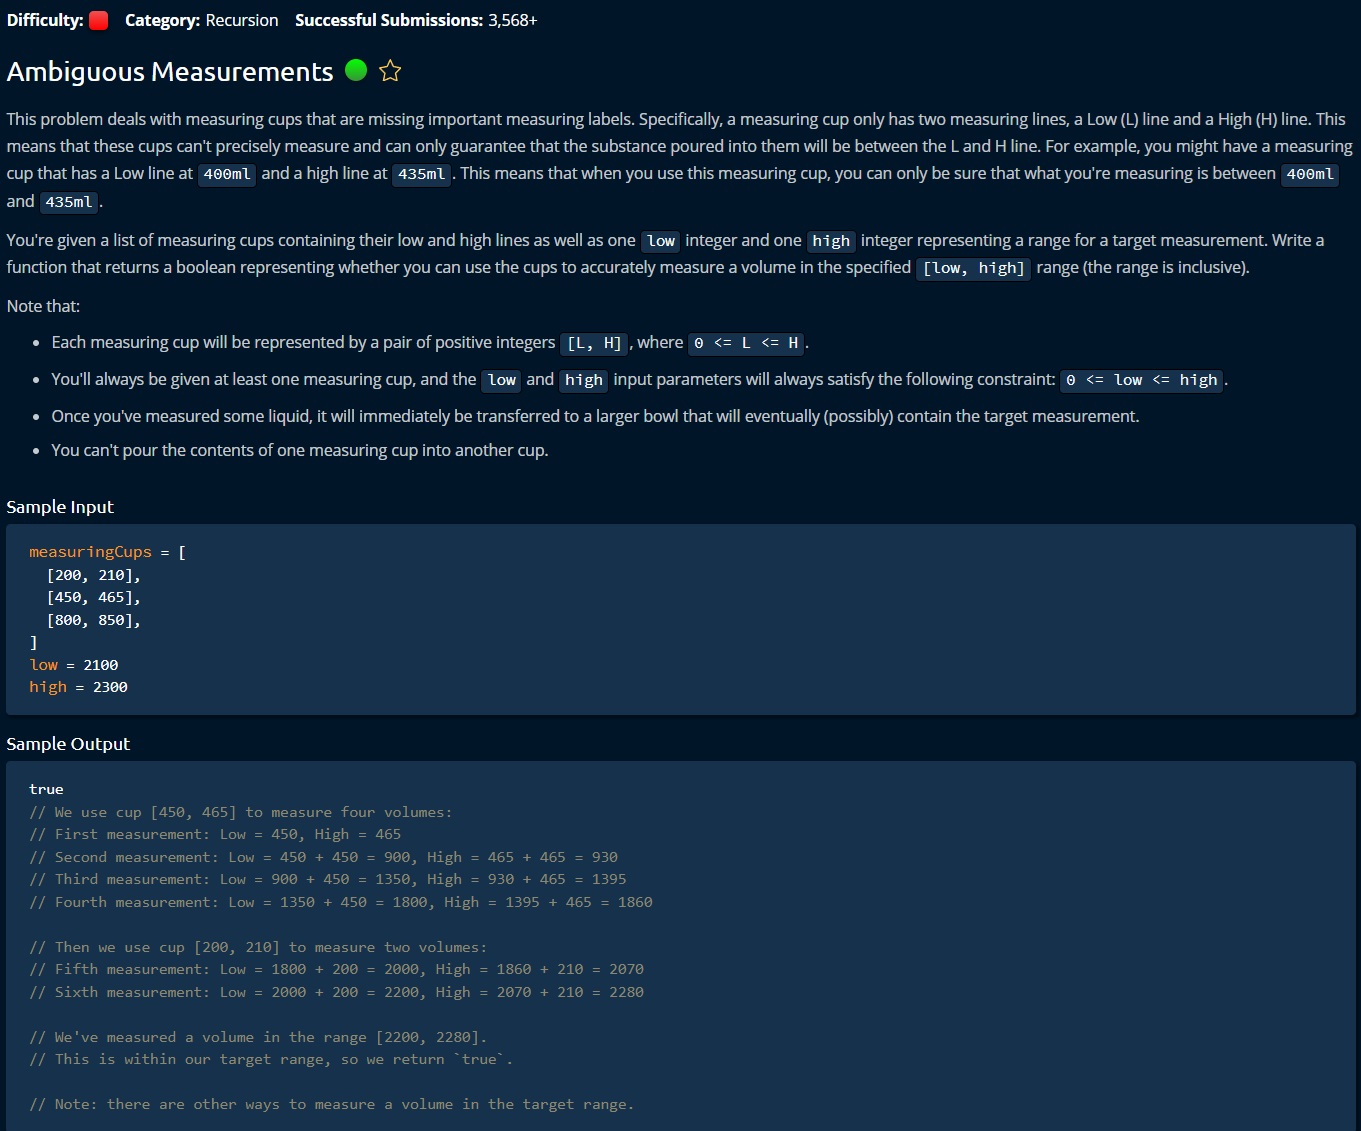 Difficulty: Category: Recursion Successful Submissions: 3,568+
Ambiguous Measurements
This problem deals with measuring cups that are missing important measuring labels. Specifically, a measuring cup only has two measuring lines, a Low (L) line and a High (H) line. This
means that these cups can't precisely measure and can only guarantee that the substance poured into them will be between the L and H line. For example, you might have a measuring
cup that has a Low line at 400ml and a high line at 435ml. This means that when you use this measuring cup, you can only be sure that what you're measuring is between 400ml
and 435ml.
You're given a list of measuring cups containing their low and high lines as well as one low integer and one high integer representing a range for a target measurement. Write a
function that returns a boolean representing whether you can use the cups to accurately measure a volume in the specified [low, high] range (the range is inclusive).
Note that:
• Each measuring cup will be represented by a pair of positive integers [L, H], where 0 <= L <= H.
• You'll always be given at least one measuring cup, and the low and high input parameters will always satisfy the following constraint: 0 <= low <= high.
• Once you've measured some liquid, it will immediately be transferred to a larger bowl that will eventually (possibly) contain the target measurement.
• You can't pour the contents of one measuring cup into another cup.
Sample Input
measuringCups = [
  [200, 210],
  [450, 465],
  [800, 850],
]
low = 2100
high = 2300
Sample Output
true
// We use cup [450, 465] to measure four volumes:
// First measurement: Low = 450, High = 465
// Second measurement: Low = 450 + 450 = 900, High = 465 + 465 = 930
// Third measurement: Low = 900 + 450 = 1350, High = 930 + 465 = 1395
// Fourth measurement: Low = 1350 + 450 = 1800, High = 1395 + 465 = 1860
// Then we use cup [200, 210] to measure two volumes:
// Fifth measurement: Low = 1800 + 200 = 2000, High = 1860 + 210 = 2070
// Sixth measurement: Low = 2000 + 200 = 2200, High = 2070 + 210 = 2280
// We've measured a volume in the range [2200, 2280].
// This is within our target range, so we return `true`.
// Note: there are other ways to measure a volume in the target range.